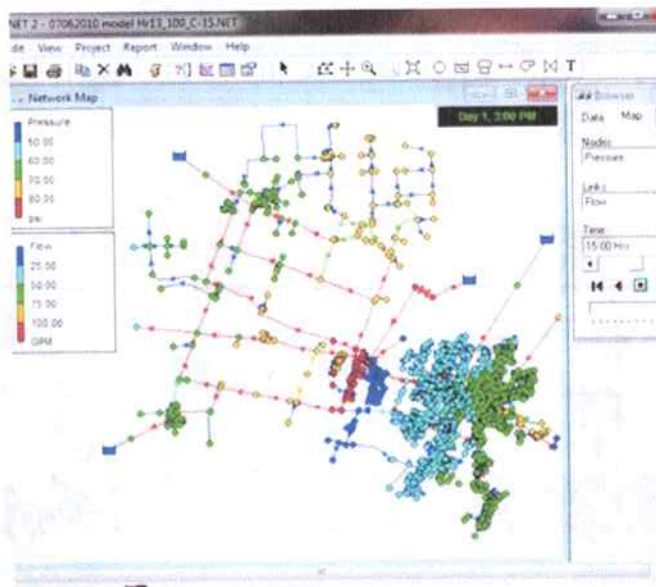 NET 2 - 07062010 model Hr13_100_C-15.NET
View Project Report Window Help
T
Network Map
Browser
Day 1, 3:00 PM
Data Map
Pressure
50.00
60.00
70.00
80.00
psi
Nodes
Pressure
Links
Flow
Time
15:00 Hrs
Flow
25.00
50.00
75.00
100.00
GPM